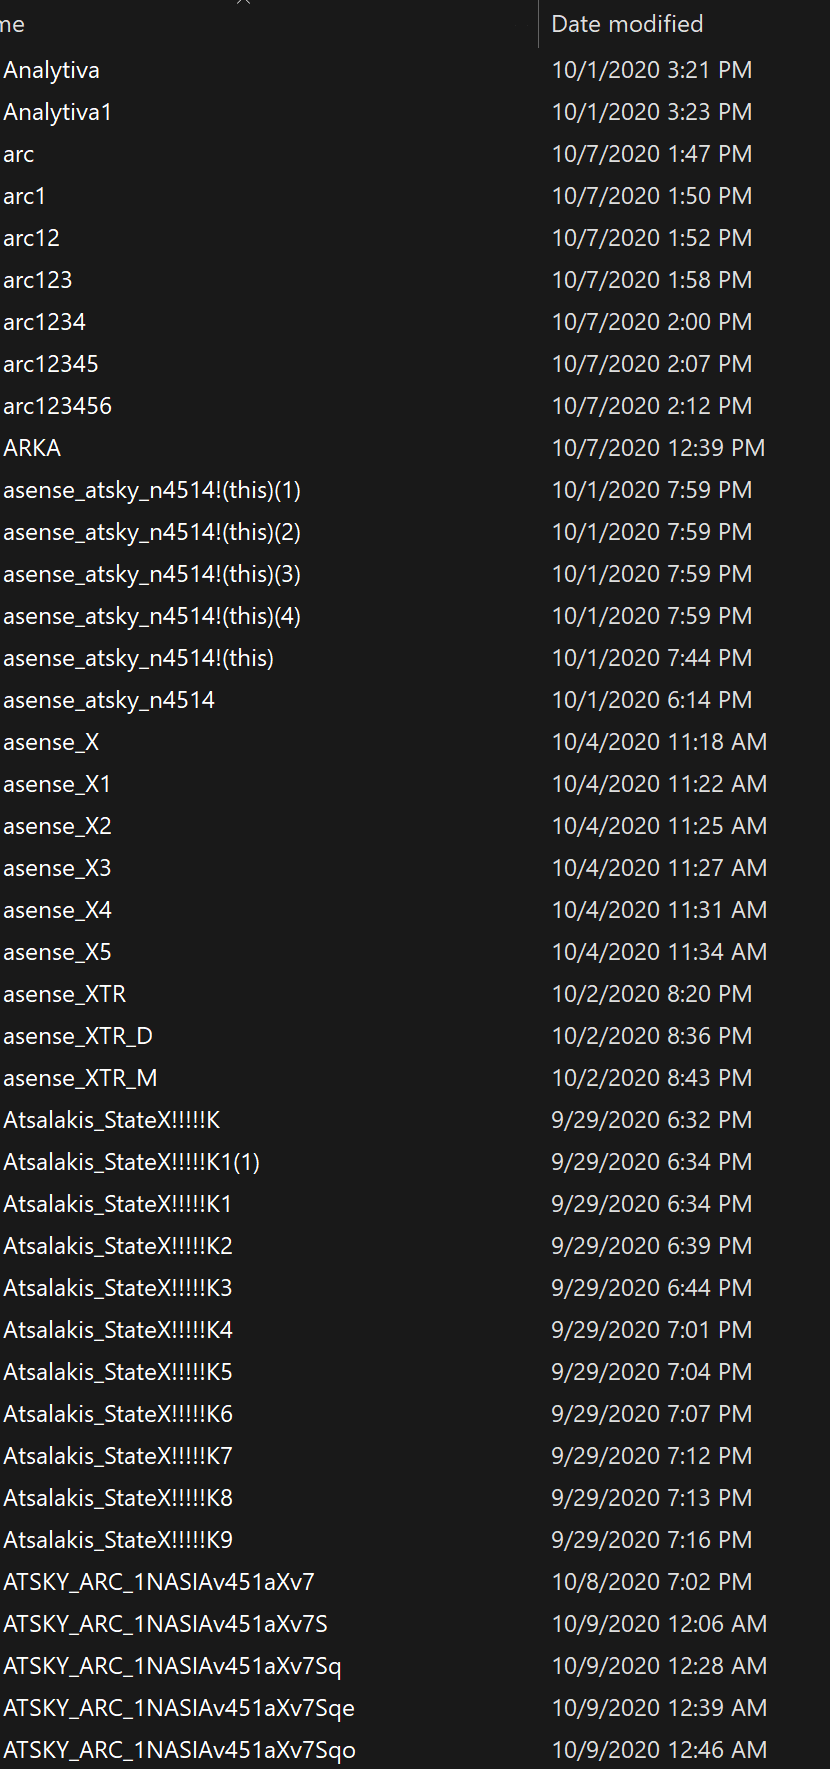 me Date modified
Analytiva 10/1/2020 3:21 PM
Analytiva1 10/1/2020 3:23 PM
arc 10/7/2020 1:47 PM
arc1 10/7/2020 1:50 PM
arc12 10/7/2020 1:52 PM
arc123 10/7/2020 1:58 PM
arc1234 10/7/2020 2:00 PM
arc12345 10/7/2020 2:07 PM
arc123456 10/7/2020 2:12 PM
ARKA 10/7/2020 12:39 PM
asense_atsky_n4514!(this)(1) 10/1/2020 7:59 PM
asense_atsky_n4514!(this)(2) 10/1/2020 7:59 PM
asense_atsky_n4514!(this)(3) 10/1/2020 7:59 PM
asense_atsky_n4514!(this)(4) 10/1/2020 7:59 PM
asense_atsky_n4514!(this) 10/1/2020 7:44 PM
asense_atsky_n4514 10/1/2020 6:14 PM
asense_X 10/4/2020 11:18 AM
asense_X1 10/4/2020 11:22 AM
asense_X2 10/4/2020 11:25 AM
asense_X3 10/4/2020 11:27 AM
asense_X4 10/4/2020 11:31 AM
asense_X5 10/4/2020 11:34 AM
asense_XTR 10/2/2020 8:20 PM
asense_XTR_D 10/2/2020 8:36 PM
asense_XTR_M 10/2/2020 8:43 PM
Atsalakis_StateX!!!!!K 9/29/2020 6:32 PM
Atsalakis_StateX!!!!!K1(1) 9/29/2020 6:34 PM
Atsalakis_StateX!!!!!K1 9/29/2020 6:34 PM
Atsalakis_StateX!!!!!K2 9/29/2020 6:39 PM
Atsalakis_StateX!!!!!K3 9/29/2020 6:44 PM
Atsalakis_StateX!!!!!K4 9/29/2020 7:01 PM
Atsalakis_StateX!!!!!K5 9/29/2020 7:04 PM
Atsalakis_StateX!!!!!K6 9/29/2020 7:07 PM
Atsalakis_StateX!!!!!K7 9/29/2020 7:12 PM
Atsalakis_StateX!!!!!K8 9/29/2020 7:13 PM
Atsalakis_StateX!!!!!K9 9/29/2020 7:16 PM
ATSKY_ARC_1NASIAv451aXv7 10/8/2020 7:02 PM
ATSKY_ARC_1NASIAv451aXv7S 10/9/2020 12:06 AM
ATSKY_ARC_1NASIAv451aXv7Sq 10/9/2020 12:28 AM
ATSKY_ARC_1NASIAv451aXv7Sqe 10/9/2020 12:39 AM
ATSKY_ARC_1NASIAv451aXv7Sqo 10/9/2020 12:46 AM